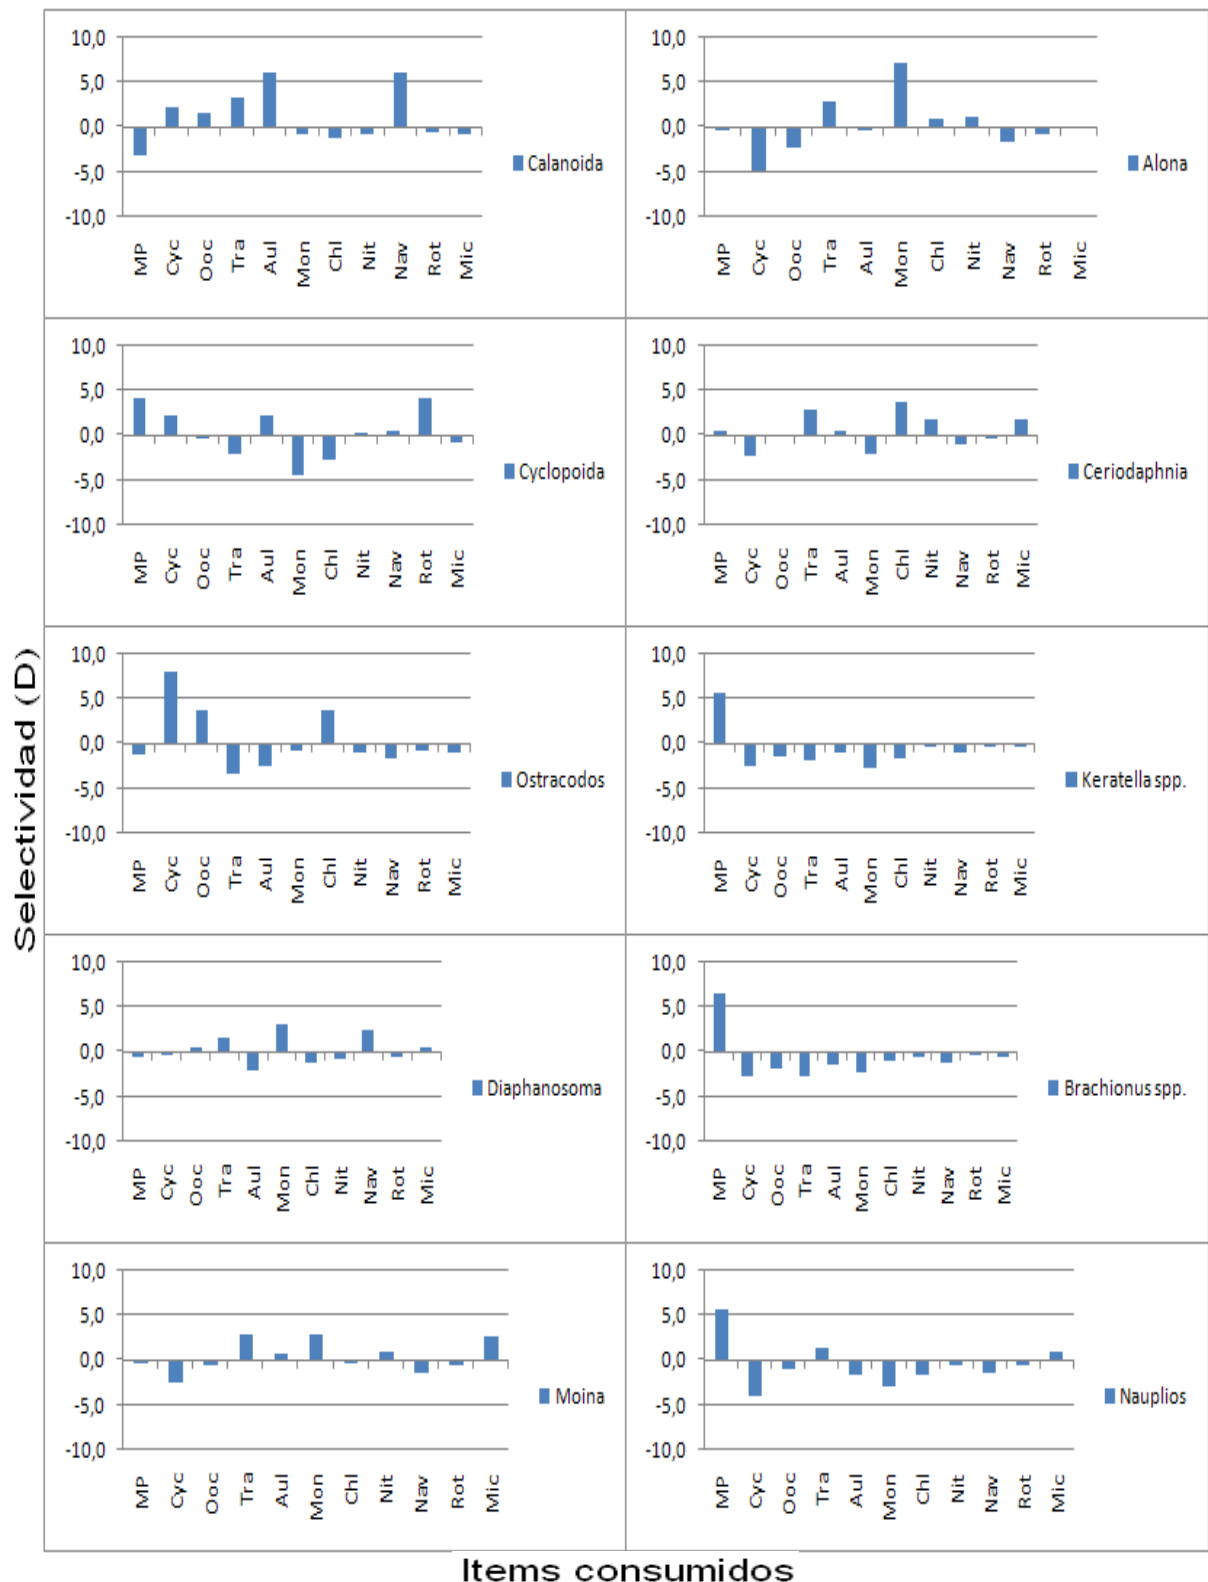 Selectividad (D)
10,0
5,0
0,0
-5,0
-10,0
MP Cyc Ooc Tra Aul Mon Chl Nit Nav Rot Mic
Calanoida
10,0
5,0
0,0
-5,0
-10,0
MP Cyc Ooc Tra Aul Mon Chl Nit Nav Rot Mic
Alona
10,0
5,0
0,0
-5,0
-10,0
MP Cyc Ooc Tra Aul Mon Chl Nit Nav Rot Mic
Cyclopoida
10,0
5,0
0,0
-5,0
-10,0
MP Cyc Ooc Tra Aul Mon Chl Nit Nav Rot Mic
Ceriodaphnia
10,0
5,0
0,0
-5,0
-10,0
MP Cyc Ooc Tra Aul Mon Chl Nit Nav Rot Mic
Ostracodos
10,0
5,0
0,0
-5,0
-10,0
MP Cyc Ooc Tra Aul Mon Chl Nit Nav Rot Mic
Keratella spp.
10,0
5,0
0,0
-5,0
-10,0
MP Cyc Ooc Tra Aul Mon Chl Nit Nav Rot Mic
Diaphanosoma
10,0
5,0
0,0
-5,0
-10,0
MP Cyc Ooc Tra Aul Mon Chl Nit Nav Rot Mic
Brachionus spp.
10,0
5,0
0,0
-5,0
-10,0
MP Cyc Ooc Tra Aul Mon Chl Nit Nav Rot Mic
Moina
10,0
5,0
0,0
-5,0
-10,0
MP Cyc Ooc Tra Aul Mon Chl Nit Nav Rot Mic
Nauplios
Items consumidos